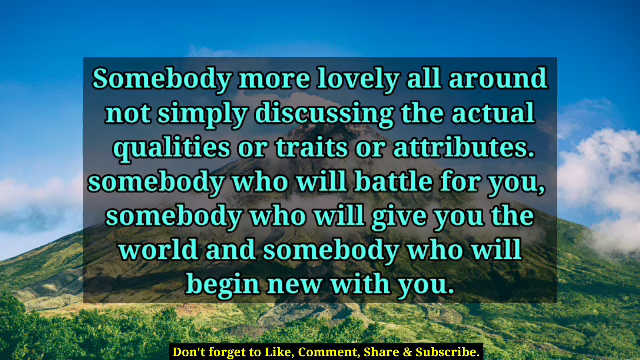 Somebody more lovely all around
not simply discussing the actual
qualities or traits or attributes.
somebody who will battle for you,
somebody who will give you the
world and somebody who will
begin new with you.
Don't forget to Like, Comment, Share & Subscribe.